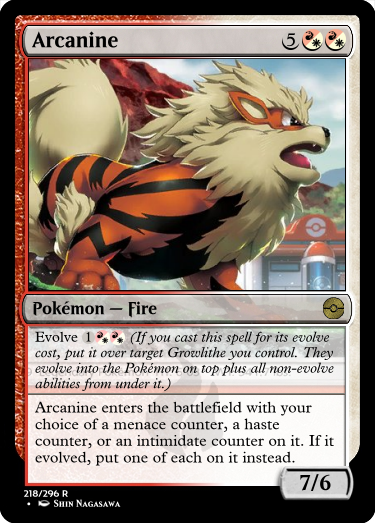 Arcanine 5
Pokémon — Fire
Evolve 1 (If you cast this spell for its evolve
cost, put it over target Growlithe you control. They
evolve into the Pokémon on top plus all non-evolve
abilities from under it.)
Arcanine enters the battlefield with your
choice of a menace counter, a haste
counter, or an intimidate counter on it. If it
evolved, put one of each on it instead.
7/6
218/296 R
• Shin Nagasawa